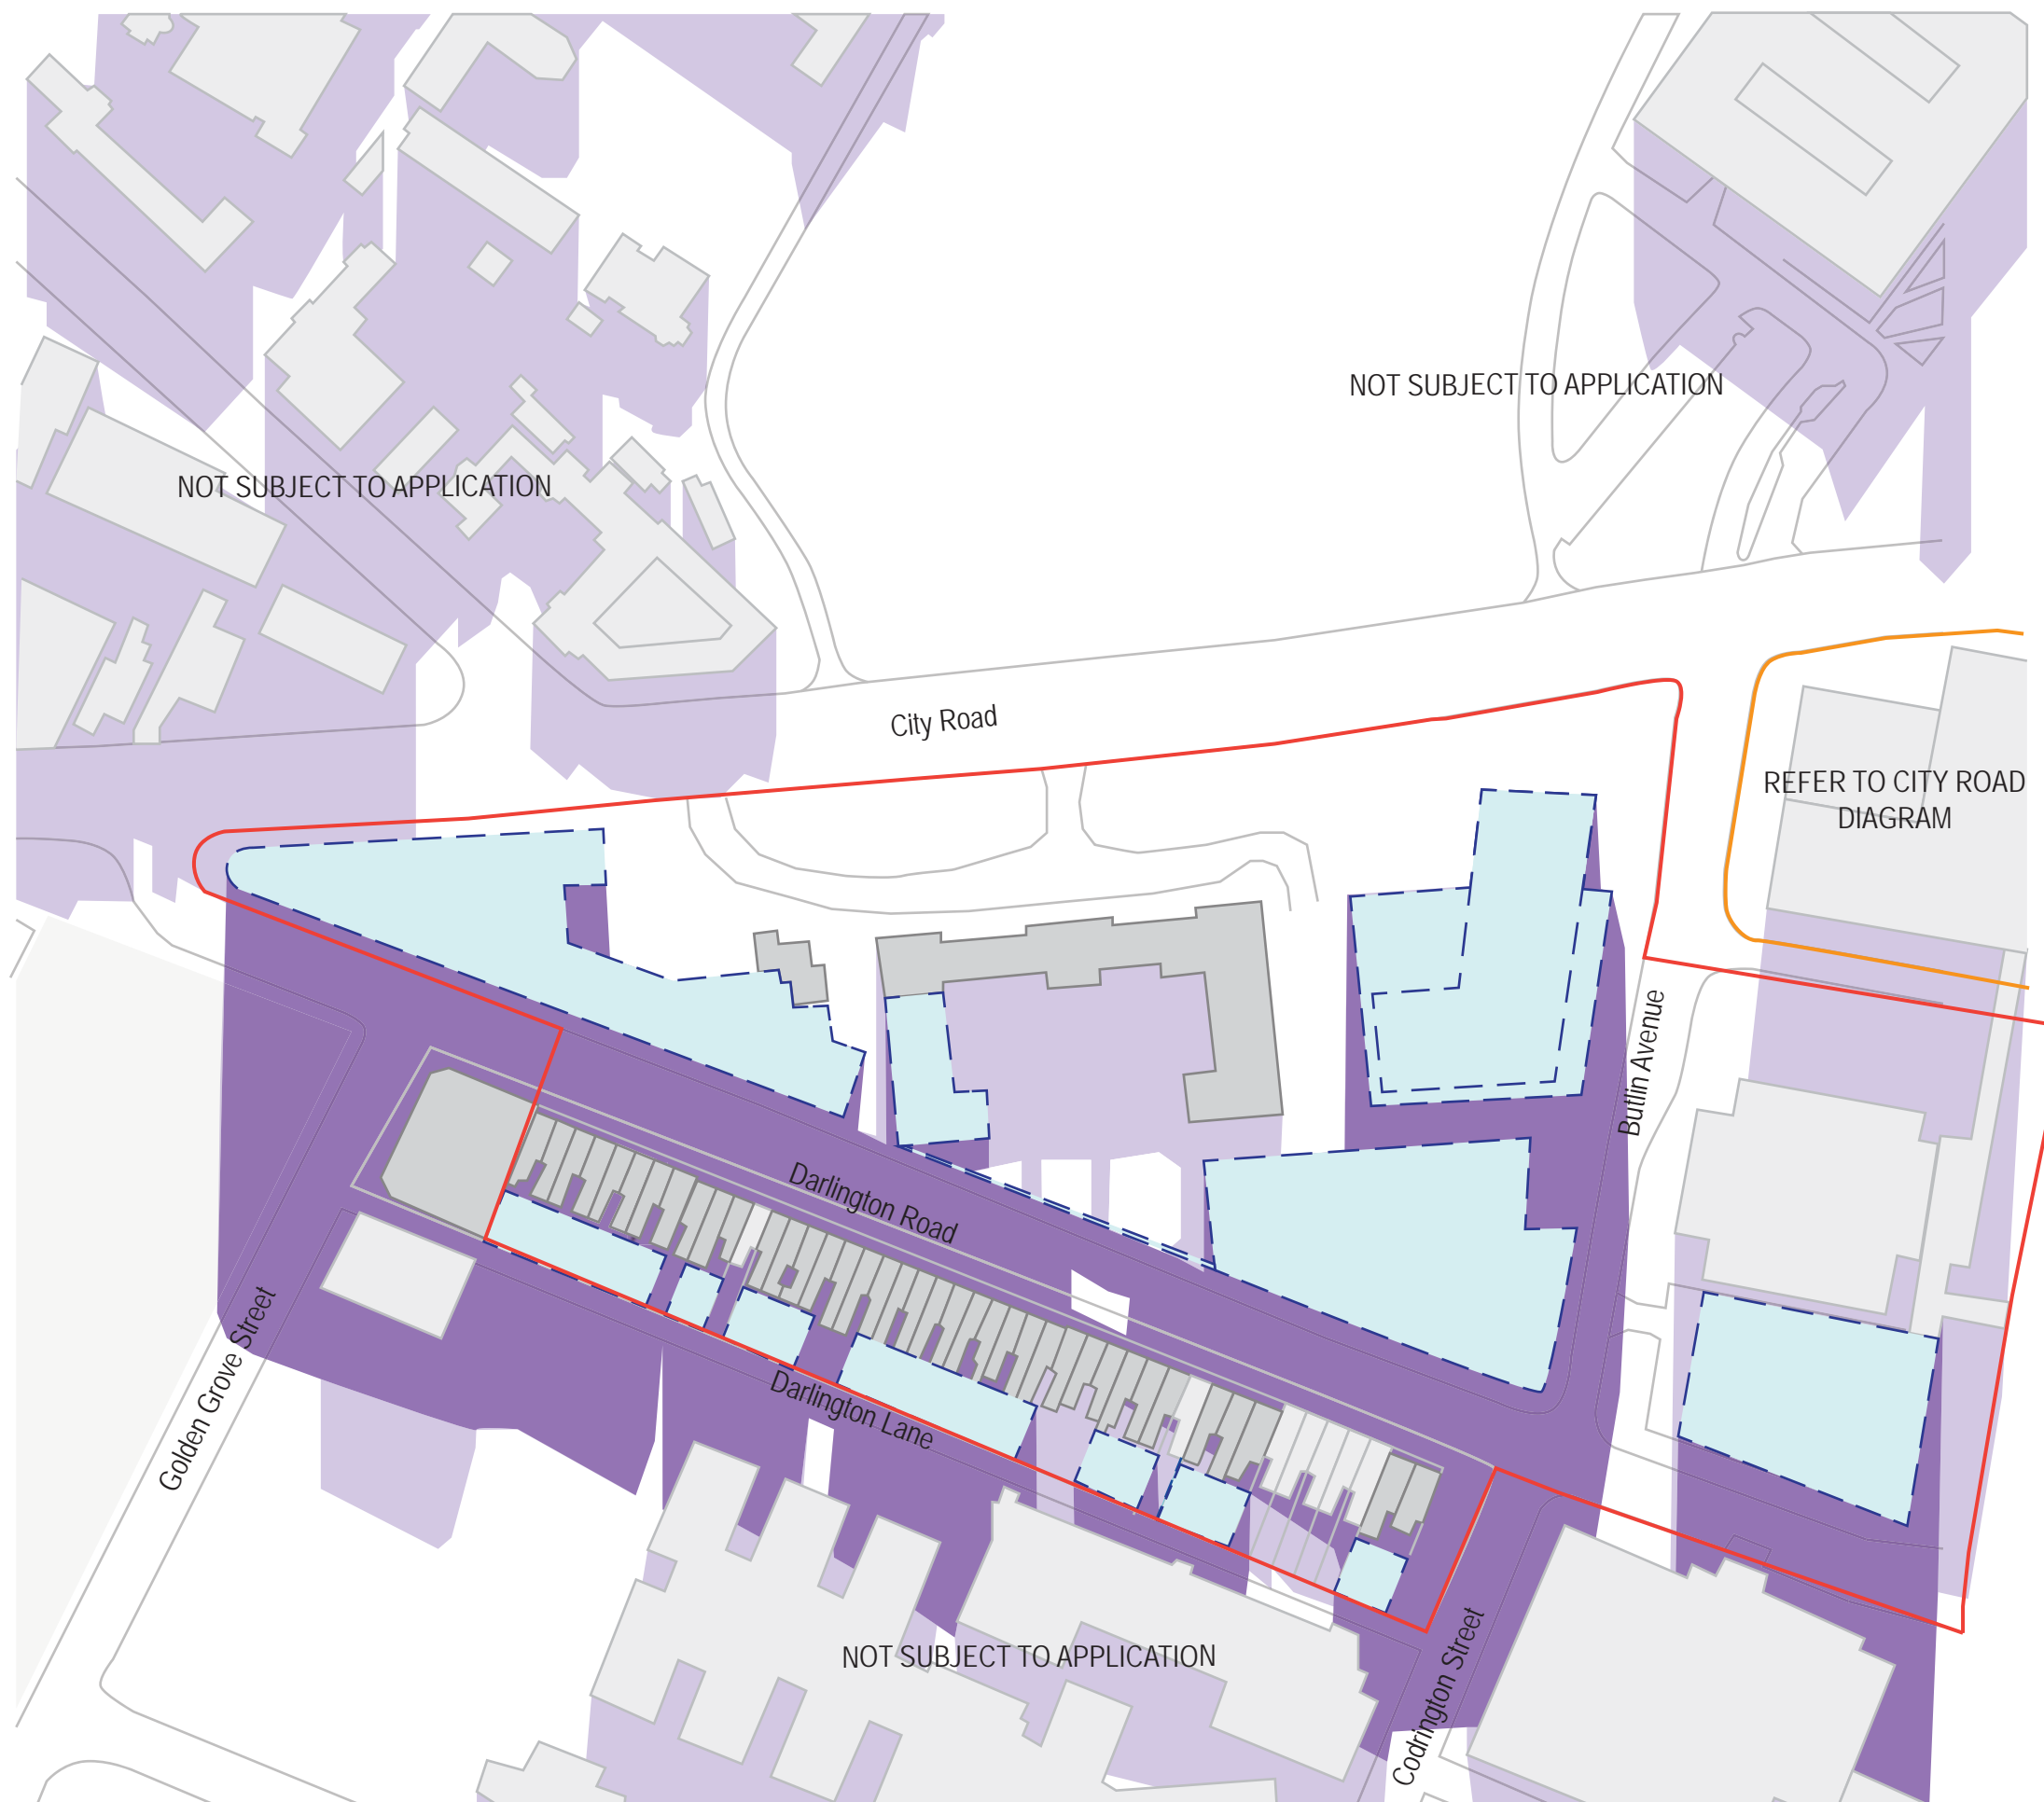 NOT SUBJECT TO APPLICATION
NOT SUBJECT TO APPLICATION
City Road
REFER TO CITY ROAD
DIAGRAM
Butlin Avenue
Darlington Road
Golden Grove Street
Darlington Lane
NOT SUBJECT TO APPLICATION
Codrington Street